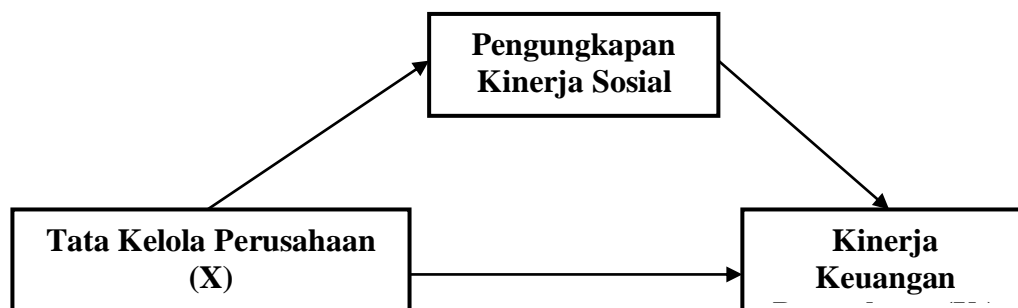 Pengungkapan
Kinerja Sosial
Tata Kelola Perusahaan
(X)
Kinerja
Keuangan